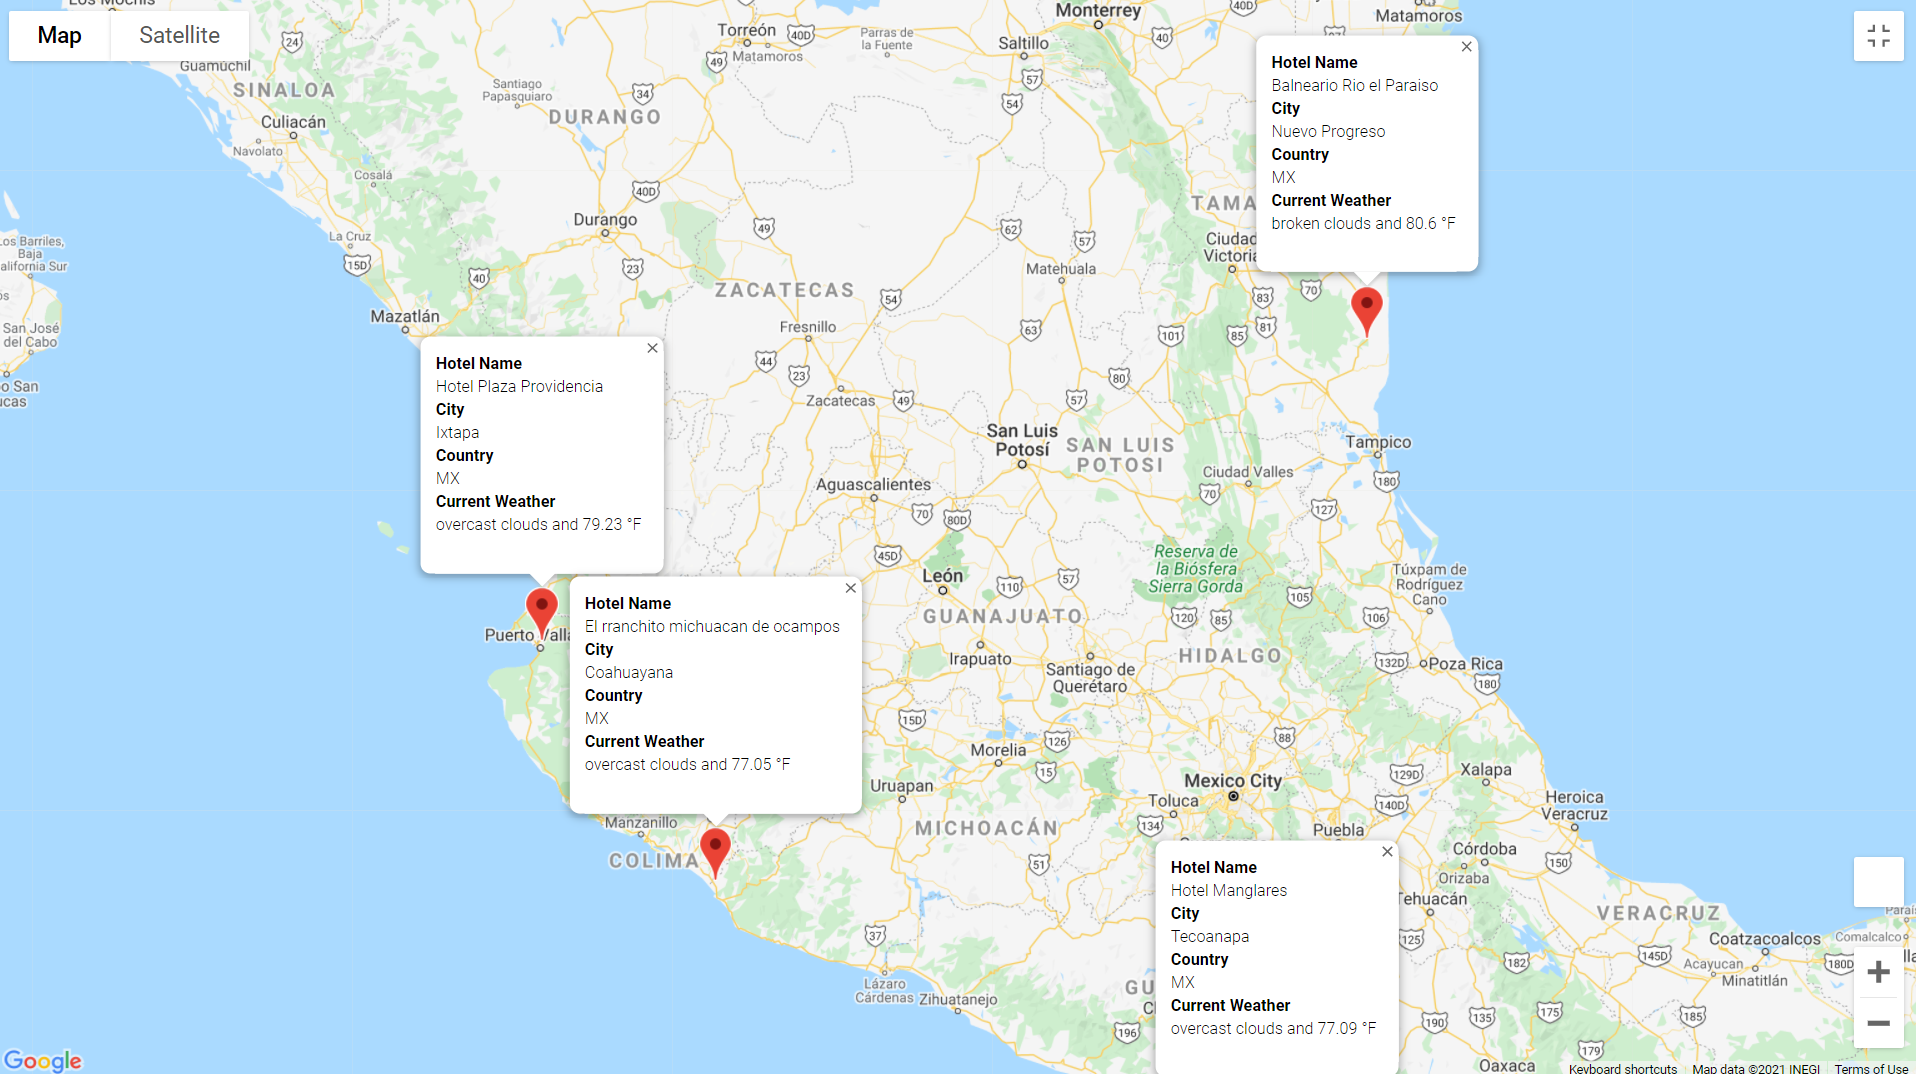 Map
Satellite
Monterrey
Matamoros
Torreón
Matamoros
Parras de
la Fuente
Saltillo
40D
40D
40
24
49
57
54
Guamuchil
SINALOA
Culiacán
Navolato
Cosalá
Santiago
Papasquiaro
34
DURANGO
40D
Durango
23
49
La Cruz
15D
40
Mazatlán
Los Barriles,
Baja
San José
del Cabo
ZACATECAS
54
Fresnillo
44
23
Zacatecas
49
62
57
Matehuala
63
101
80
57
Ciudad
Victoria
83
70
85
81
Hotel Name
Balneario Rio el Paraiso
City
Nuevo Progreso
Country
MX
Current Weather
broken clouds and 80.6 °F
Hotel Name
Hotel Plaza Providencia
City
Ixtapa
Country
MX
Current Weather
overcast clouds and 79.23 °F
San Luis
Potosí
SAN LUIS
POTOSI
Tampico
Ciudad Valles
180
70
127
Aguascalientes
70
80D
45D
León
110
57
GUANAJUATO
Reserva de
la Biósfera
Sierra Gorda
105
120
85
106
Túxpam de
Rodríguez
Cano
HIDALGO
132D
Poza Rica
180
Irapuato
Santiago de
Querétaro
Hotel Name
El rranchito michuacan de ocampos
City
Coahuayana
Country
MX
Current Weather
overcast clouds and 77.05 °F
15D
Morelia
126
15
88
Mexico City
129D
Xalapa
Uruapan
Toluca
140D
134
Puebla
Heroica
Veracruz
Manzanillo
COLIMA
MICHOACÁN
51
Córdoba
Orizaba
150
Hotel Name
Hotel Manglares
City
Tecoanapa
Country
MX
Current Weather
overcast clouds and 77.09 °F
Tehuacán
VERACRUZ
37
125
182
145D
Coatzacoalcos
Comalcalco
Acayucan
Minatitlán
180D
Lázaro
Cárdenas
Zihuatanejo
196
190
135
175
185
179
Oaxaca
Google
Keyboard shortcuts
Map data ©2021 INEGI
Terms of Use